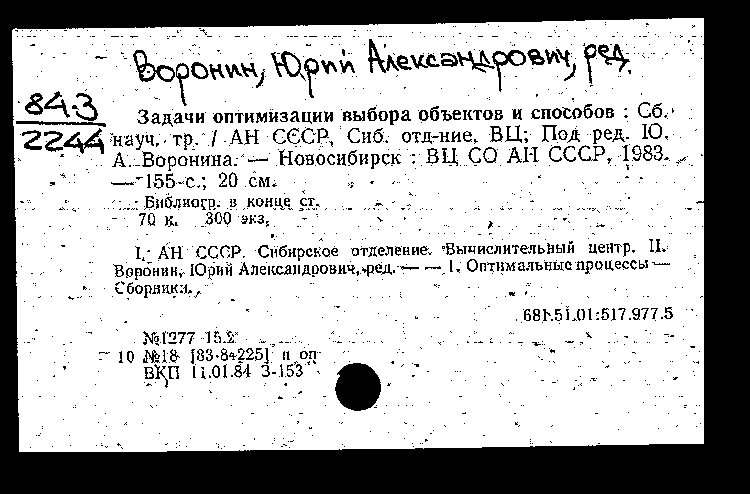 Воронин, Юрий Александрович, ред.
84-3
2244
Задачи оптимизации выбора объектов и способов : Сб.
науч. тр. / АН СССР, Сиб. отд-ние, ВЦ; Под ред. Ю.
А. Воронина. — Новосибирск : ВЦ СО АН СССР, 1983.
— 155 с.; 20 см.
Библиогр. в конце ст.
70 к. 300 экз.
I. АН СССР. Сибирское отделение. Вычислительный центр. II.
Воронин, Юрий Александрович, ред. — — 1. Оптимальные процессы —
Сборники.
681.51.01:517.977.5
№1277 15.2
10 №18 [83-84225] п оп
ВКП 11.01.84 З-153